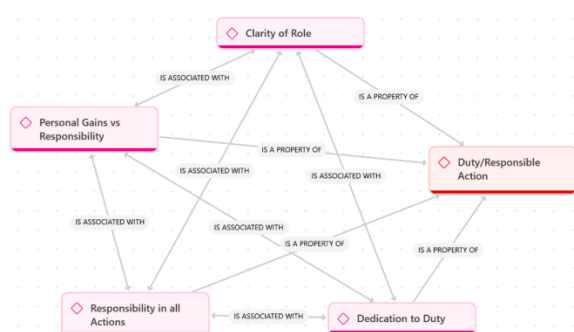 Clarity of Role
IS ASSOCIATED WITH
IS A PROPERTY OF
Personal Gains vs
Responsibility
IS A PROPERTY OF
Duty/Responsible
Action
IS ASSOCIATED WITH
IS ASSOCIATED WITH
IS ASSOCIATED WITH
IS ASSOCIATED WITH
IS A PROPERTY OF
IS A PROPERTY OF
Responsibility in all
Actions
IS ASSOCIATED WITH
Dedication to Duty